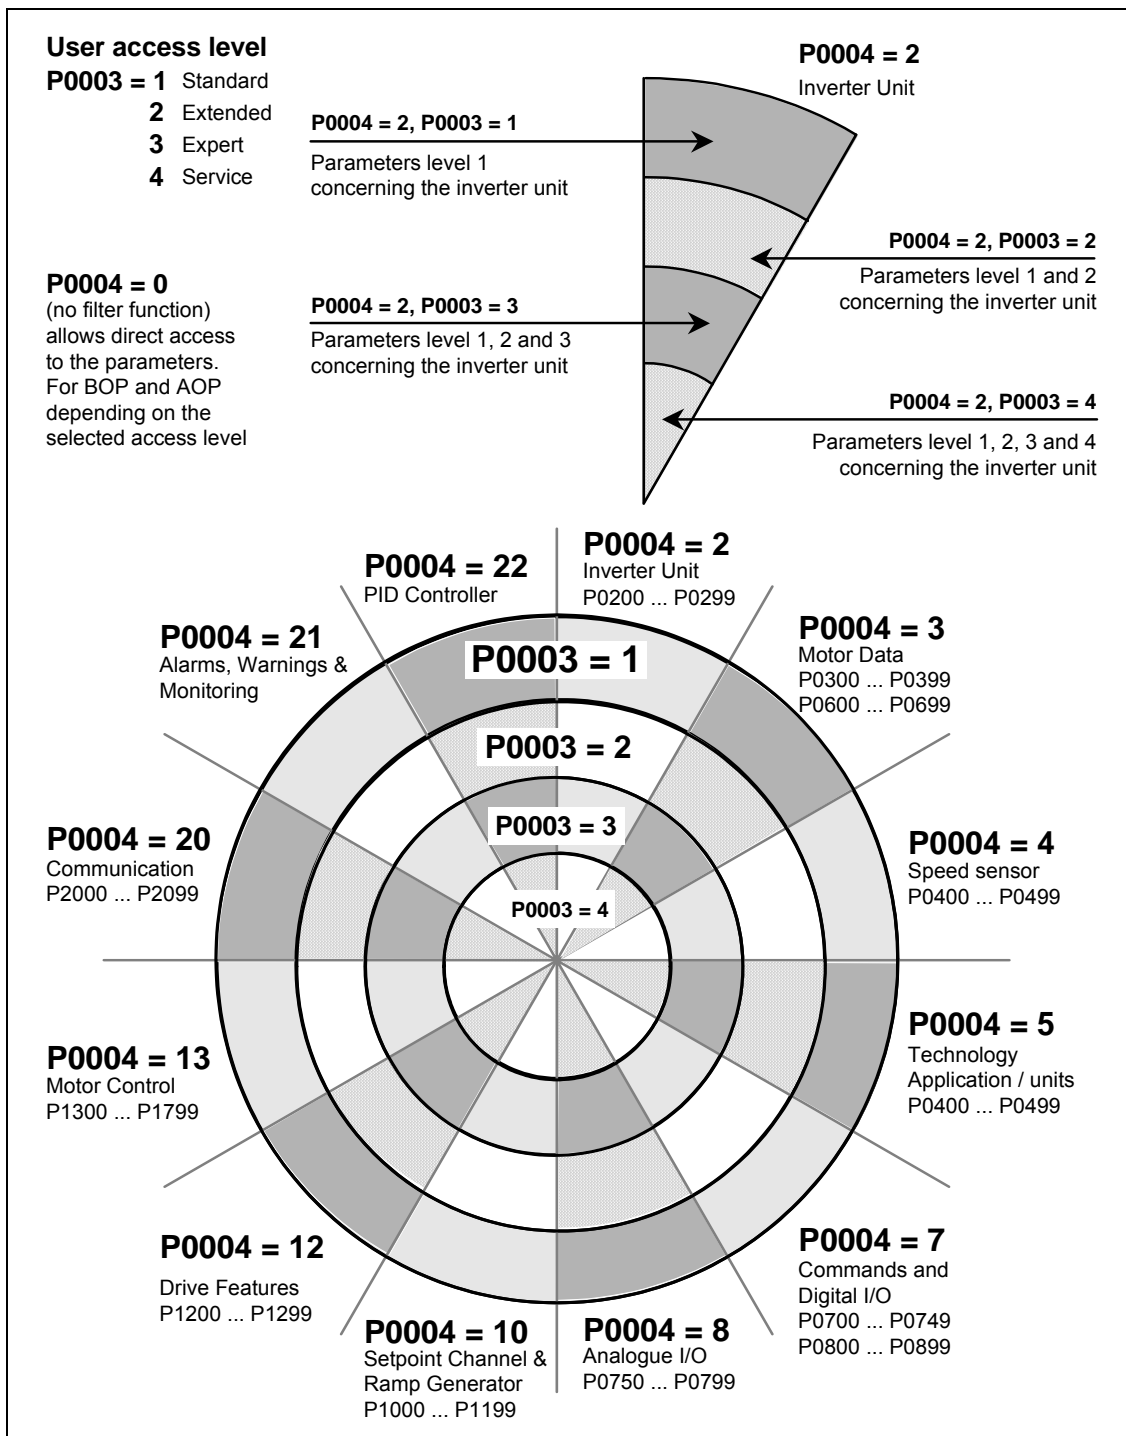 User access level
P0003 = 1 Standard
2 Extended
3 Expert
4 Service
P0004 = 2
Inverter Unit
P0004 = 2, P0003 = 1
Parameters level 1
concerning the inverter unit
P0004 = 2, P0003 = 2
Parameters level 1 and 2
concerning the inverter unit
P0004 = 0
(no filter function)
allows direct access
to the parameters.
For BOP and AOP
depending on the
selected access level
P0004 = 2, P0003 = 3
Parameters level 1, 2 and 3
concerning the inverter unit
P0004 = 2, P0003 = 4
Parameters level 1, 2, 3 and 4
concerning the inverter unit
P0004 = 2
Inverter Unit
P0200 ... P0299
P0004 = 22
PID Controller
P0004 = 21
Alarms, Warnings &
Monitoring
P0004 = 3
Motor Data
P0300 ... P0399
P0600 ... P0699
P0003 = 1
P0003 = 2
P0003 = 3
P0003 = 4
P0004 = 20
Communication
P2000 ... P2099
P0004 = 4
Speed sensor
P0400 ... P0499
P0004 = 13
Motor Control
P1300 ... P1799
P0004 = 5
Technology
Application / units
P0400 ... P0499
P0004 = 12
Drive Features
P1200 ... P1299
P0004 = 7
Commands and
Digital I/O
P0700 ... P0749
P0800 ... P0899
P0004 = 10
Setpoint Channel &
Ramp Generator
P1000 ... P1199
P0004 = 8
Analogue I/O
P0750 ... P0799